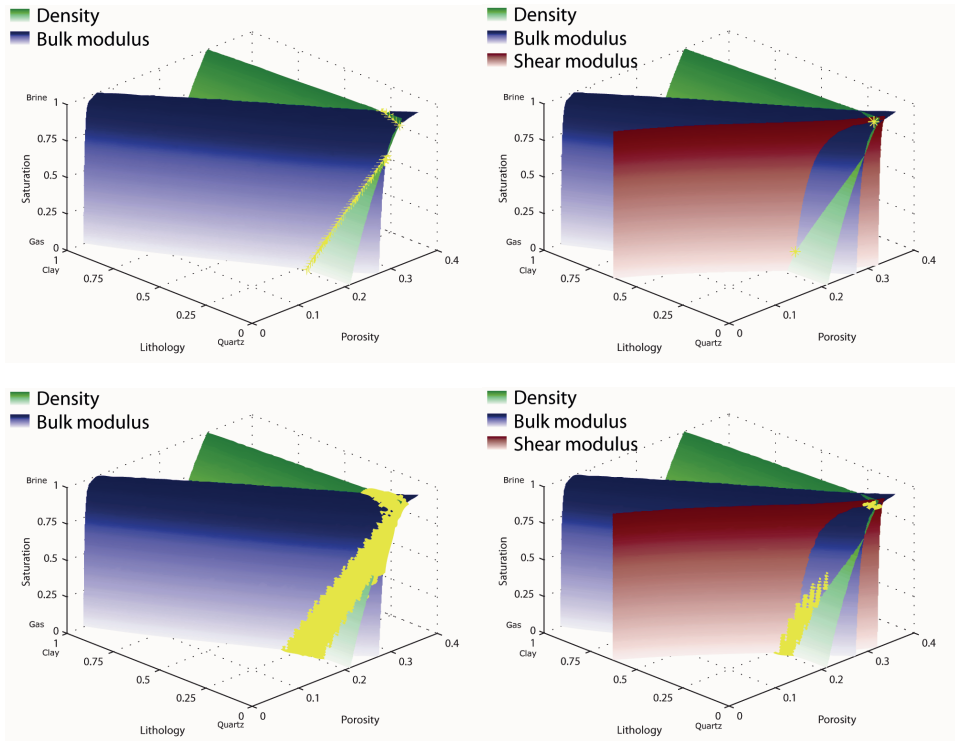 Density
Bulk modulus
Brine
1
0.75
0.5
0.25
Gas
0
Saturation
1
Clay
0.75
0.5
0.25
0
Quartz
Lithology
0
0.1
0.2
0.3
0.4
Porosity
Density
Bulk modulus
Shear modulus
Brine
1
0.75
0.5
0.25
Gas
0
Saturation
1
Clay
0.75
0.5
0.25
0
Quartz
Lithology
0
0.1
0.2
0.3
0.4
Porosity
Density
Bulk modulus
Brine
1
0.75
0.5
0.25
Gas
0
Saturation
1
Clay
0.75
0.5
0.25
0
Quartz
Lithology
0
0.1
0.2
0.3
0.4
Porosity
Density
Bulk modulus
Shear modulus
Brine
1
0.75
0.5
0.25
Gas
0
Saturation
1
Clay
0.75
0.5
0.25
0
Quartz
Lithology
0
0.1
0.2
0.3
0.4
Porosity